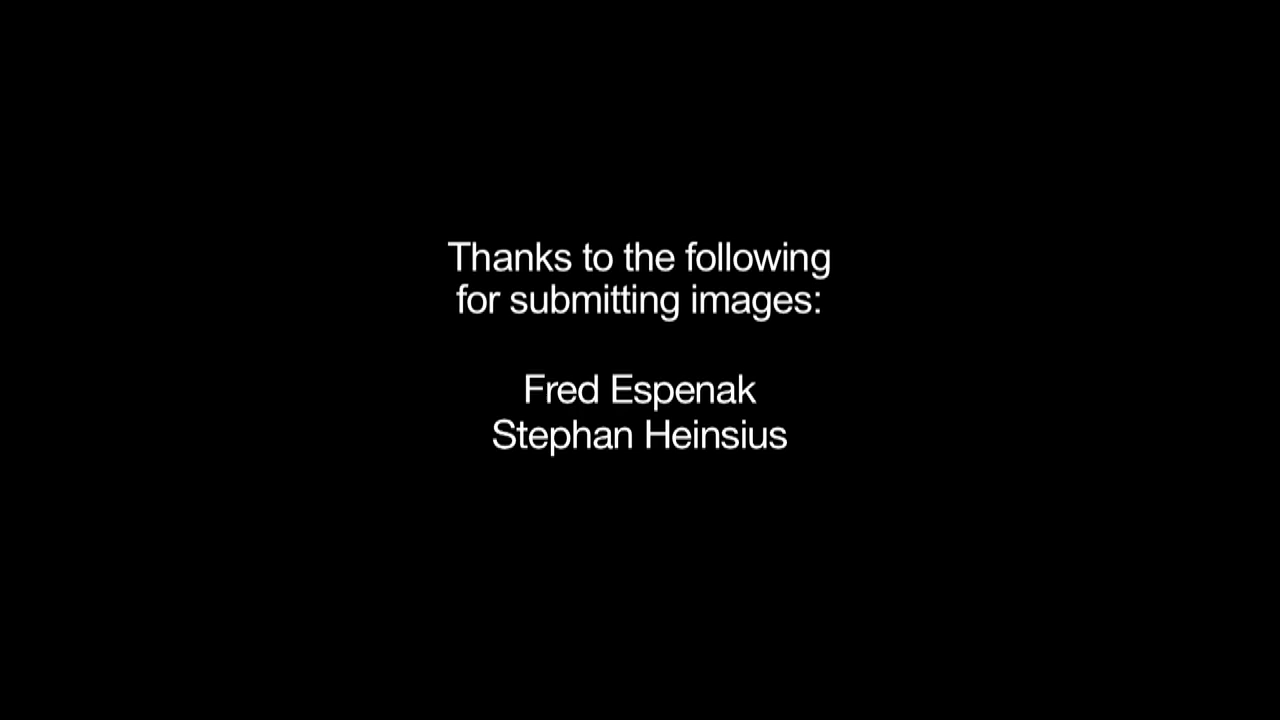 Thanks to the following
for submitting images:
Fred Espenak
Stephan Heinsius